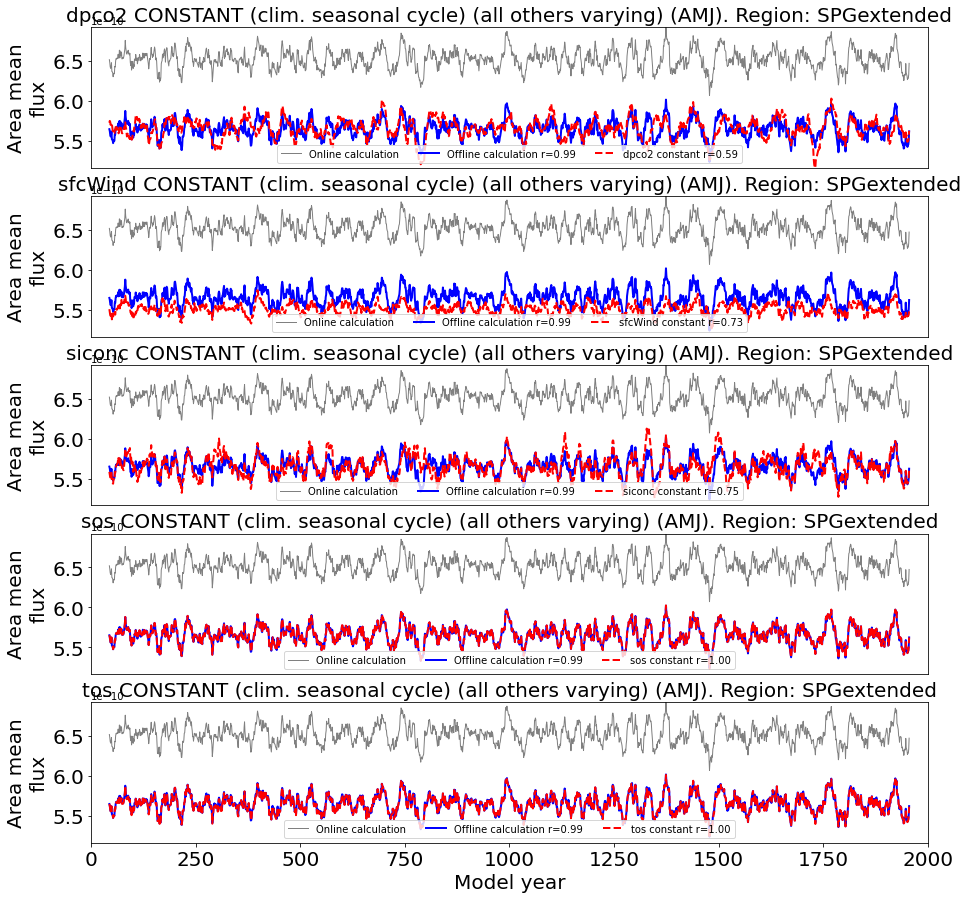 dpco2 CONSTANT (clim. seasonal cycle) (all others varying) (AMJ). Region: SPGextended
1e-10
Area mean
flux
6.5
6.0
5.5
Online calculation
Offline calculation r=0.99
dpco2 constant r=0.59
sfcWind CONSTANT (clim. seasonal cycle) (all others varying) (AMJ). Region: SPGextended
1e-10
Area mean
flux
6.5
6.0
5.5
Online calculation
Offline calculation r=0.99
sfcWind constant r=0.73
siconc CONSTANT (clim. seasonal cycle) (all others varying) (AMJ). Region: SPGextended
1e-10
Area mean
flux
6.5
6.0
5.5
Online calculation
Offline calculation r=0.99
siconc constant r=0.75
sos CONSTANT (clim. seasonal cycle) (all others varying) (AMJ). Region: SPGextended
1e-10
Area mean
flux
6.5
6.0
5.5
Online calculation
Offline calculation r=0.99
sos constant r=1.00
tos CONSTANT (clim. seasonal cycle) (all others varying) (AMJ). Region: SPGextended
1e-10
Area mean
flux
6.5
6.0
5.5
Online calculation
Offline calculation r=0.99
tos constant r=1.00
0 250 500 750 1000 1250 1500 1750 2000
Model year